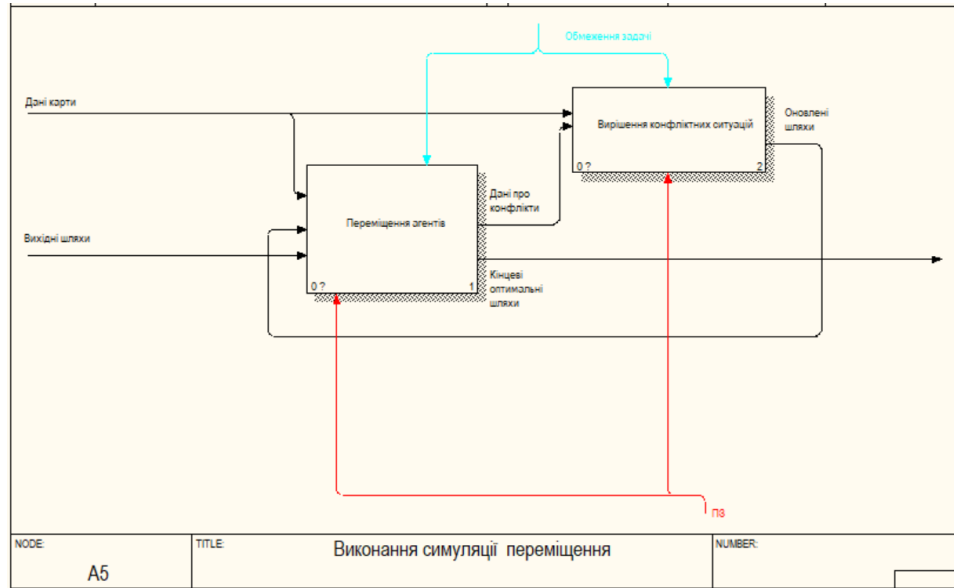 Обмеження задачі
Дані карти
Вирішення конфліктних ситуацій
Оновлені
шляхи
0 ?
2
Дані про
конфлікти
Переміщення агентів
Вихідні шляхи
0 ?
1
Кінцеві
оптимальні
шляхи
ПЗ
NODE:
A5
TITLE:
Виконання симуляції переміщення
NUMBER: